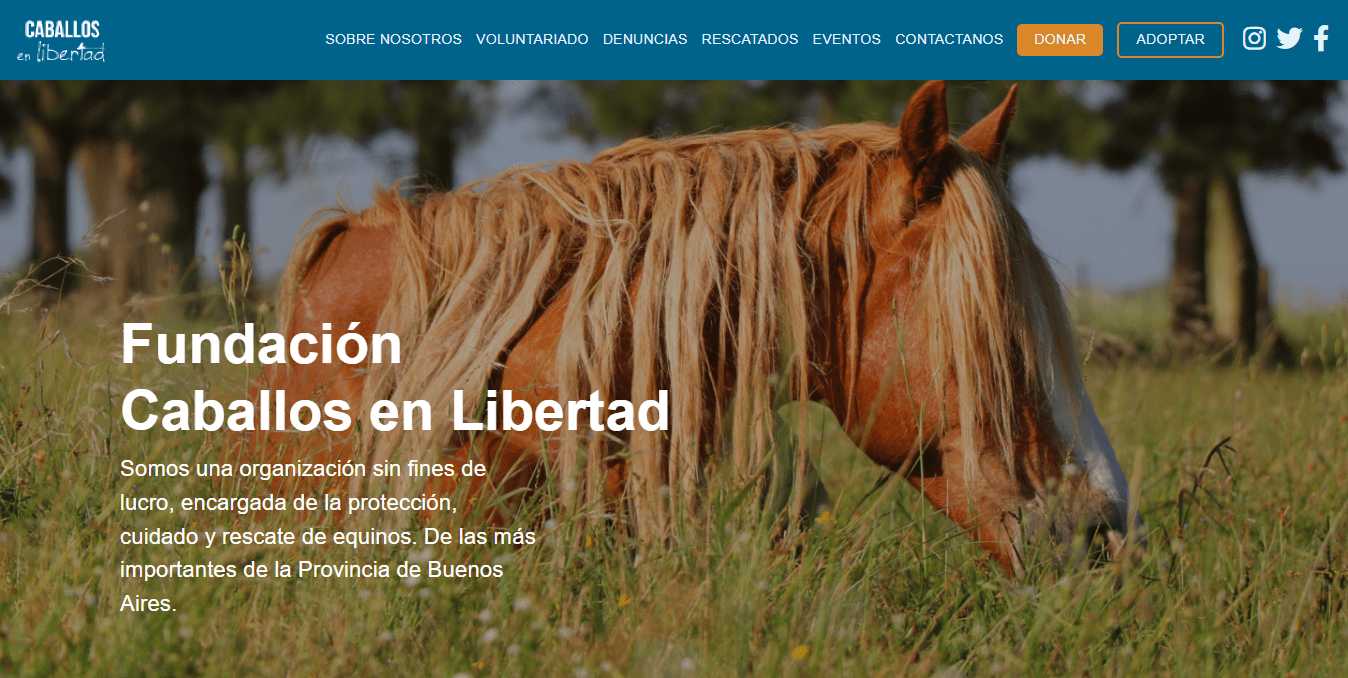 CABALLOS
en libertad
SOBRE NOSOTROS VOLUNTARIADO DENUNCIAS RESCATADOS EVENTOS CONTACTANOS DONAR ADOPTAR
Fundación
Caballos en Libertad
Somos una organización sin fines de
lucro, encargada de la protección,
cuidado y rescate de equinos. De las más
importantes de la Provincia de Buenos
Aires.